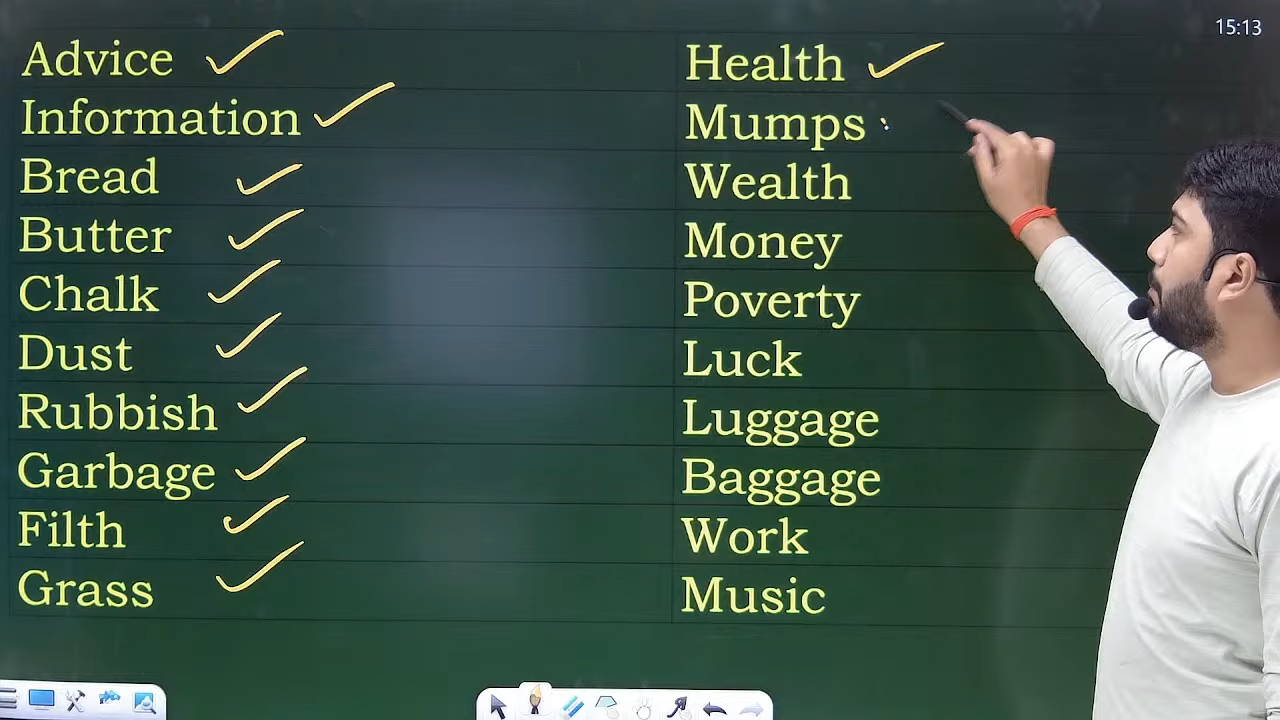 15:13
Advice
Information
Bread
Butter
Chalk
Dust
Rubbish
Garbage
Filth
Grass
Health
Mumps
Wealth
Money
Poverty
Luck
Luggage
Baggage
Work
Music